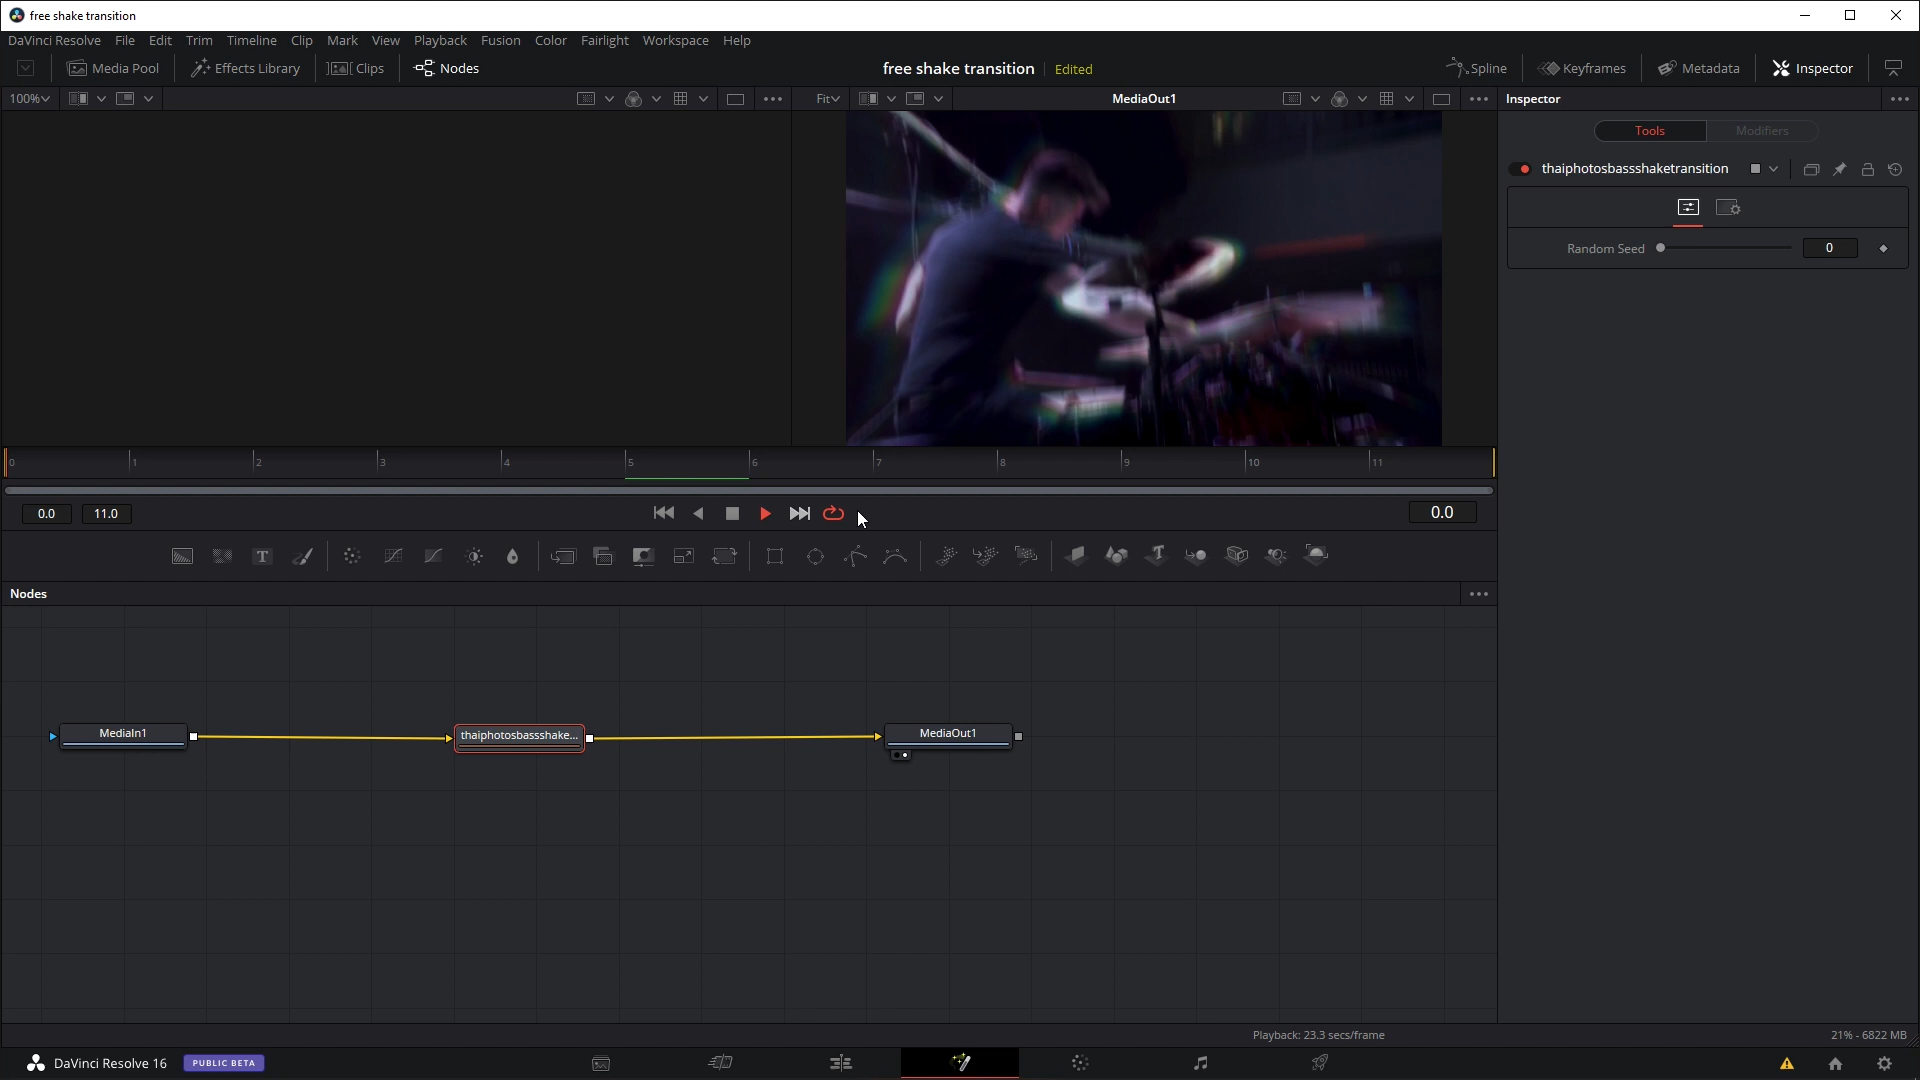 free shake transition
DaVinci Resolve File Edit Trim Timeline Clip Mark View Playback Fusion Color Fairlight Workspace Help
Media Pool Effects Library Clips Nodes free shake transition Edited Spline Keyframes Metadata Inspector
100% Fit MediaOut1 Inspector
Tools Modifiers
thaiphotosbassshaketransition
Random Seed 0
0 1 2 3 4 5 6 7 8 9 10 11
0.0 11.0 0.0
T T
Nodes
MediaIn1 thaiphotosbassshake... MediaOut1
Playback: 23.3 secs/frame 21% - 6822 MB
DaVinci Resolve 16 PUBLIC BETA